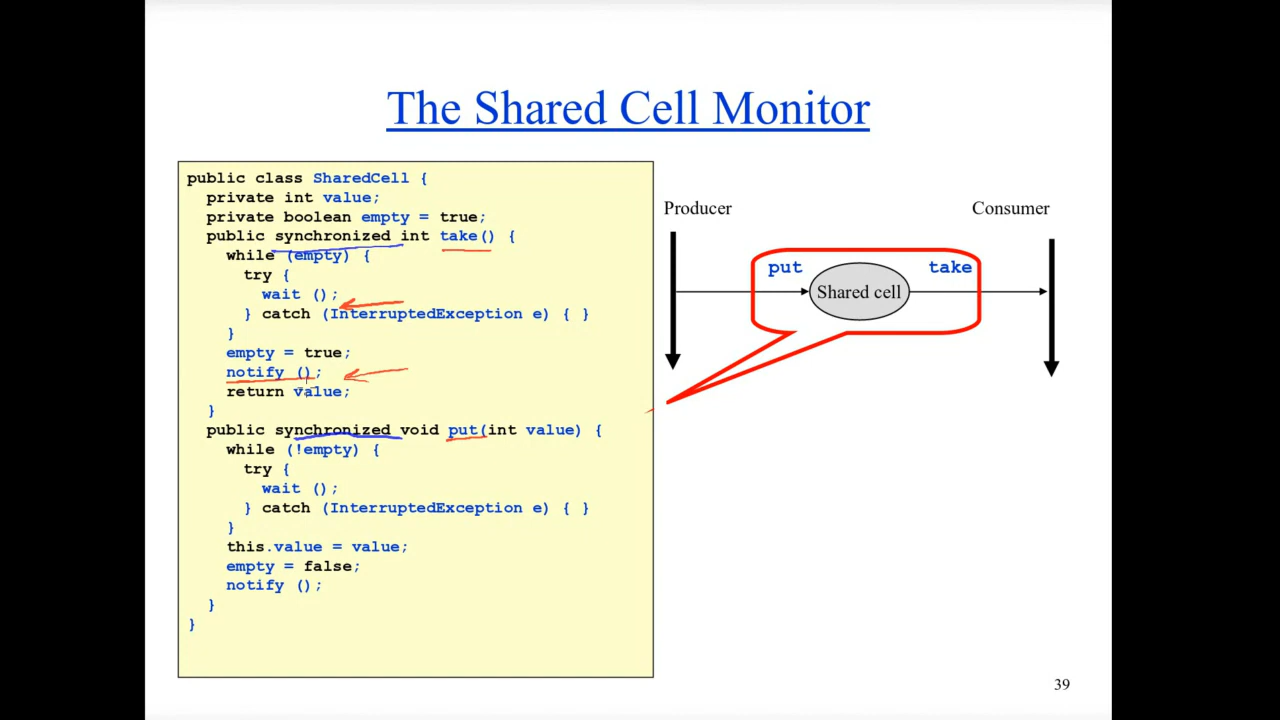 The Shared Cell Monitor
public class SharedCell {
private int value;
private boolean empty = true;
public synchronized int take() {
while (empty) {
try {
wait ();
} catch (InterruptedException e) { }
}
empty = true;
notify ();
return value;
}
public synchronized void put(int value) {
while (!empty) {
try {
wait ();
} catch (InterruptedException e) { }
}
this.value = value;
empty = false;
notify ();
}
}
Producer
Consumer
put
take
Shared cell
39